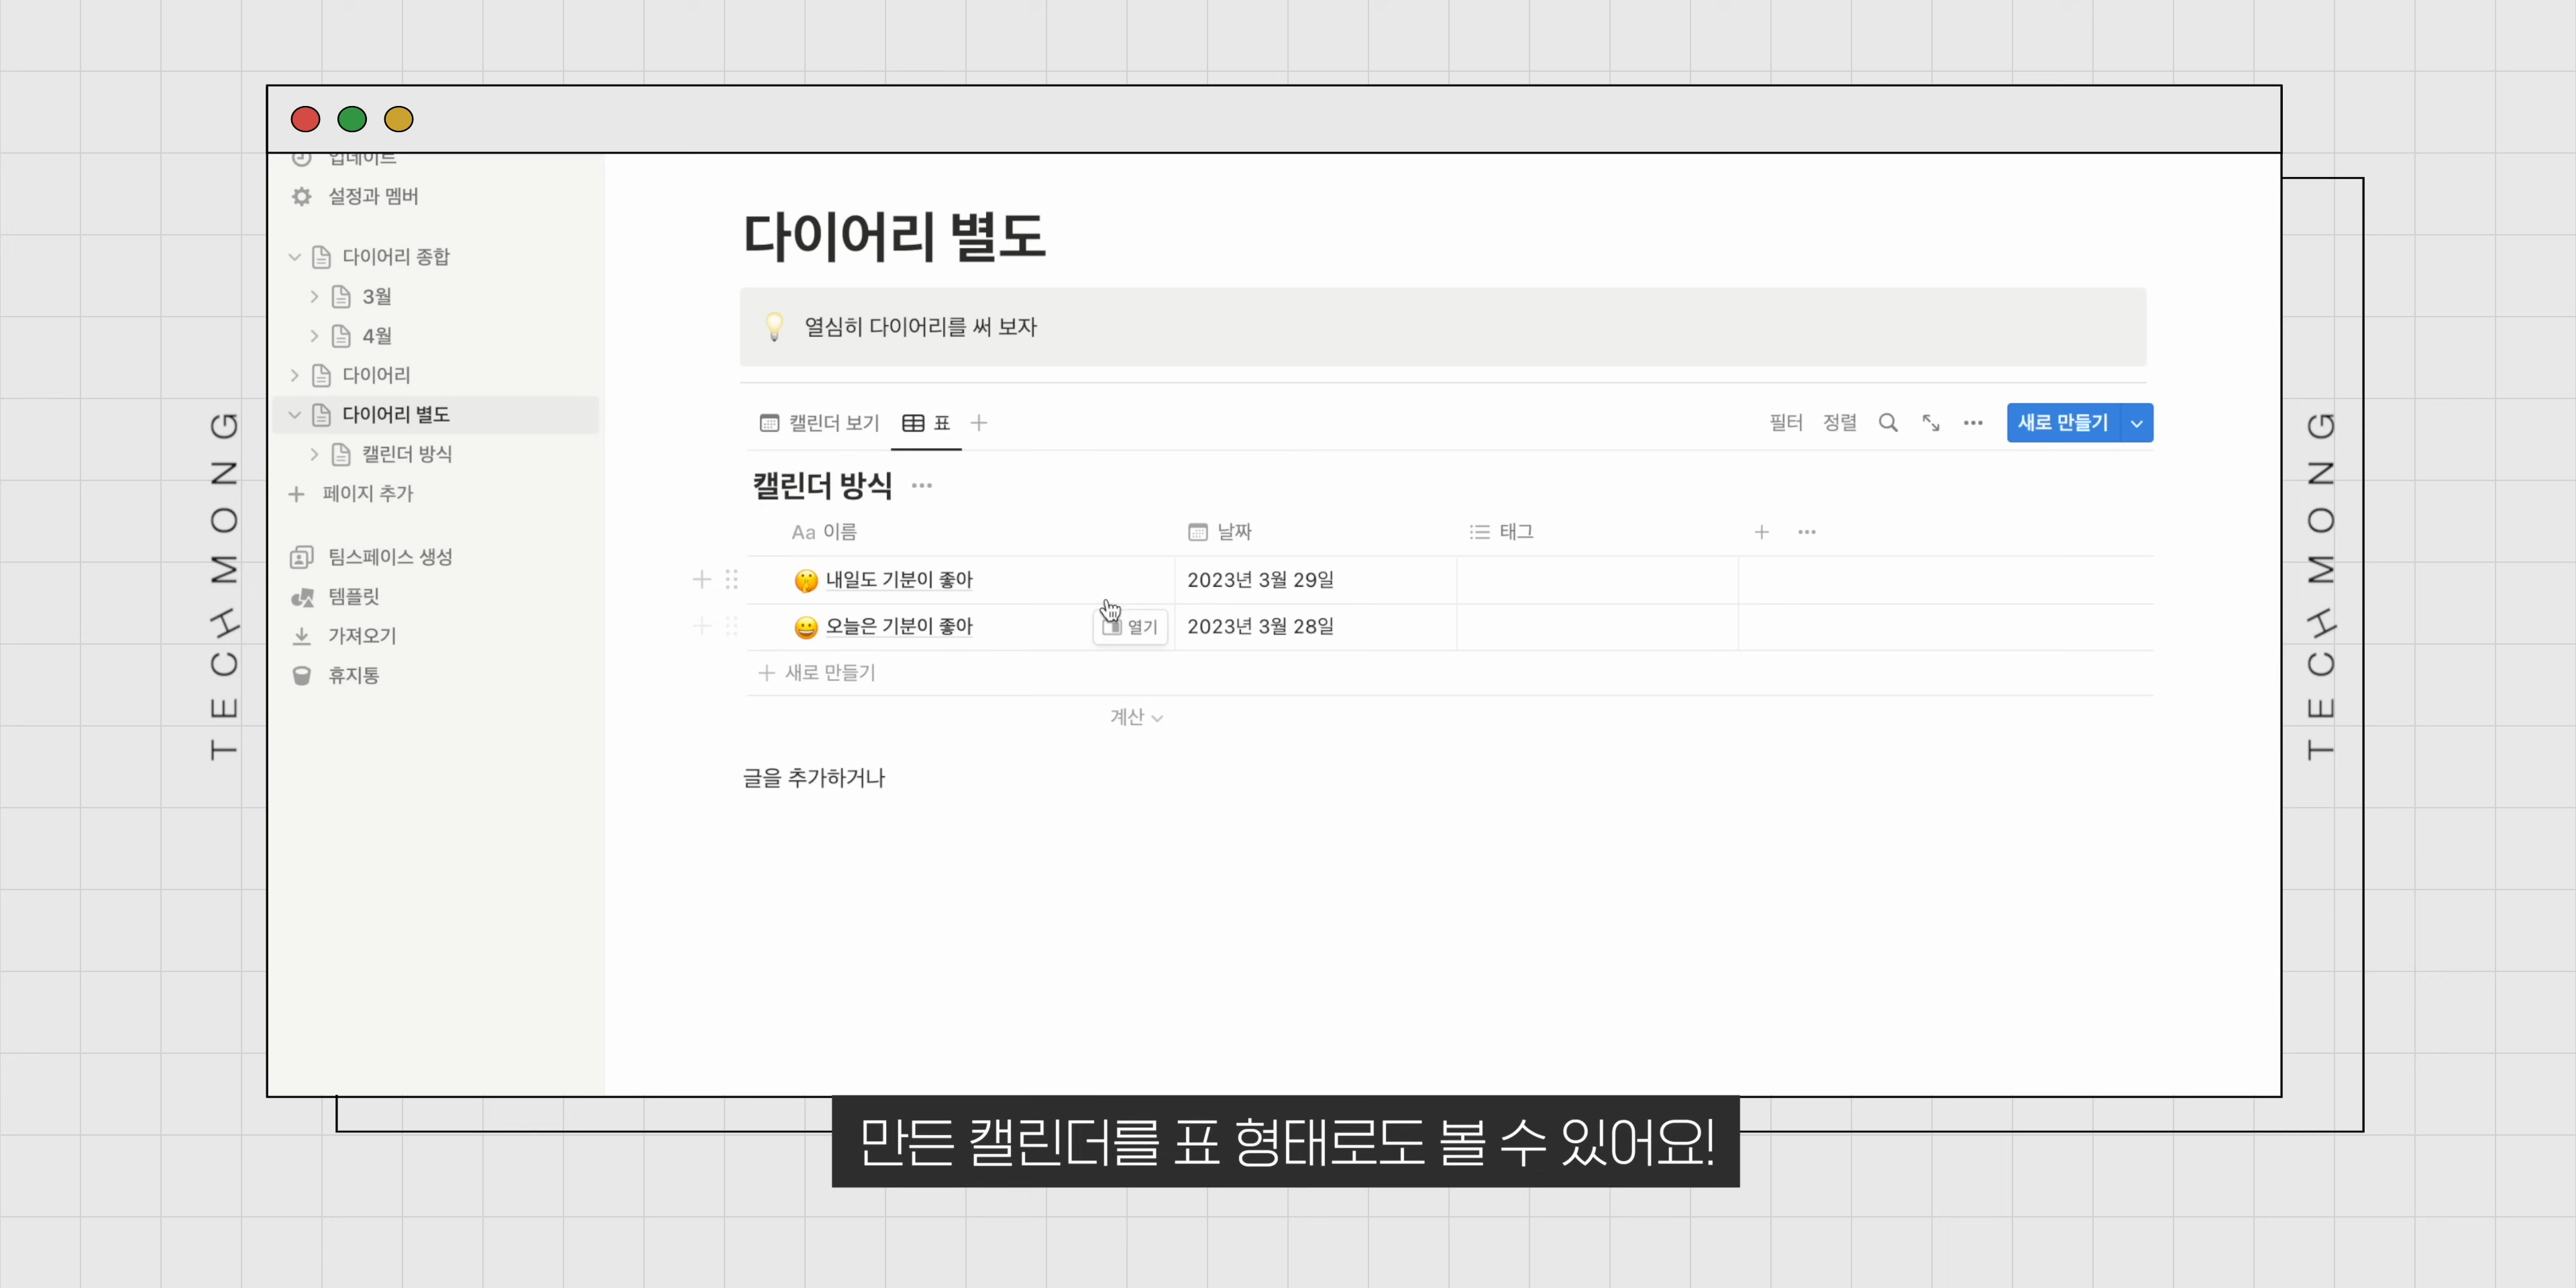 업데이트
설정과 멤버
다이어리 종합
3월
4월
다이어리
다이어리 별도
캘린더 방식
페이지 추가
팀스페이스 생성
템플릿
가져오기
휴지통
다이어리 별도
열심히 다이어리를 써 보자
캘린더 보기 표
필터 정렬 새로 만들기
캘린더 방식
Aa 이름 날짜 태그
내일도 기분이 좋아 2023년 3월 29일
오늘은 기분이 좋아 열기 2023년 3월 28일
새로 만들기
계산
글을 추가하거나
TECHMONG
TECHMONG
만든 캘린더를 표 형태로도 볼 수 있어요!